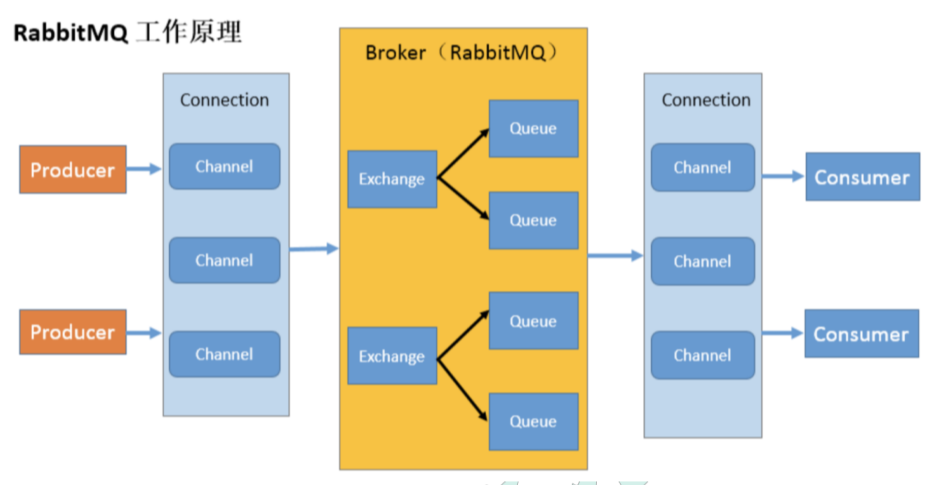 RabbitMQ 工作原理
Broker（RabbitMQ）
Connection
Channel
Channel
Channel
Producer
Producer
Exchange
Queue
Queue
Exchange
Queue
Queue
Connection
Channel
Channel
Channel
Consumer
Consumer